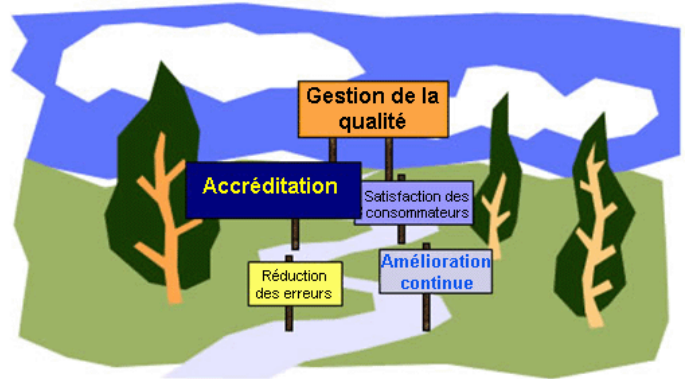 Gestion de la
qualité
Accréditation
Satisfaction des
consommateurs
Réduction
des erreurs
Amélioration
continue